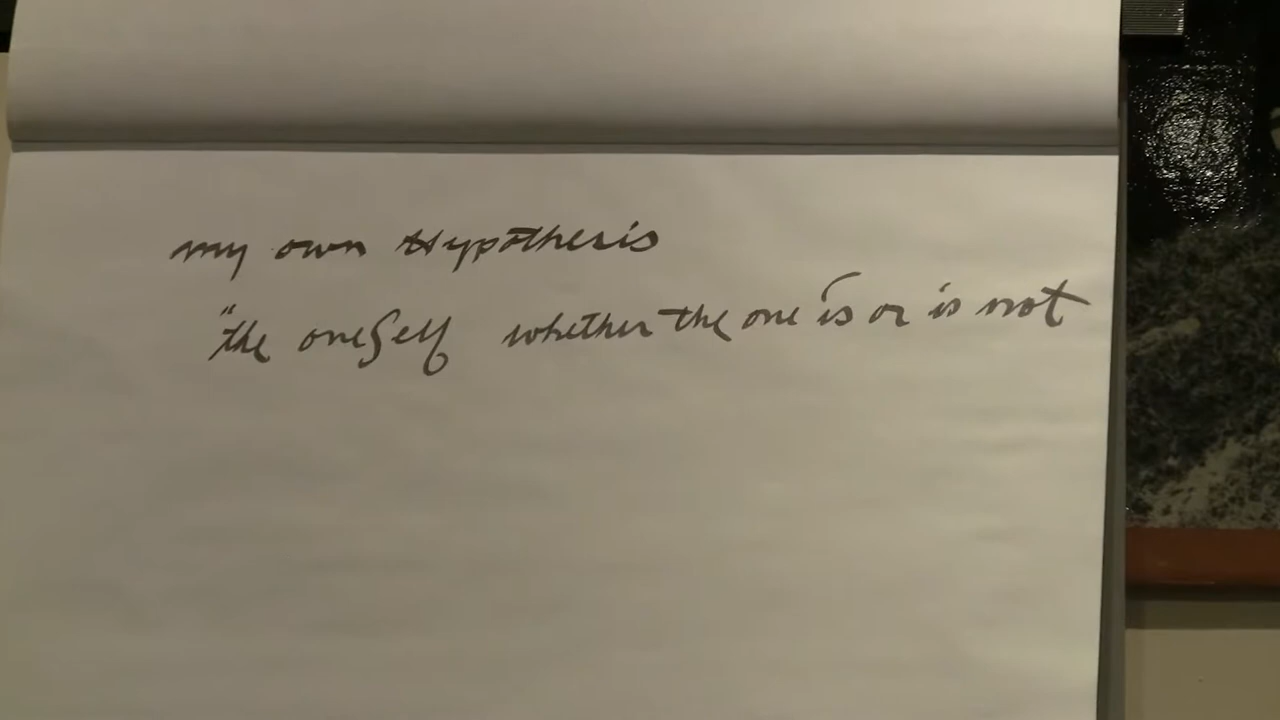 my own Hypothesis
"the oneself whether the one is or is not